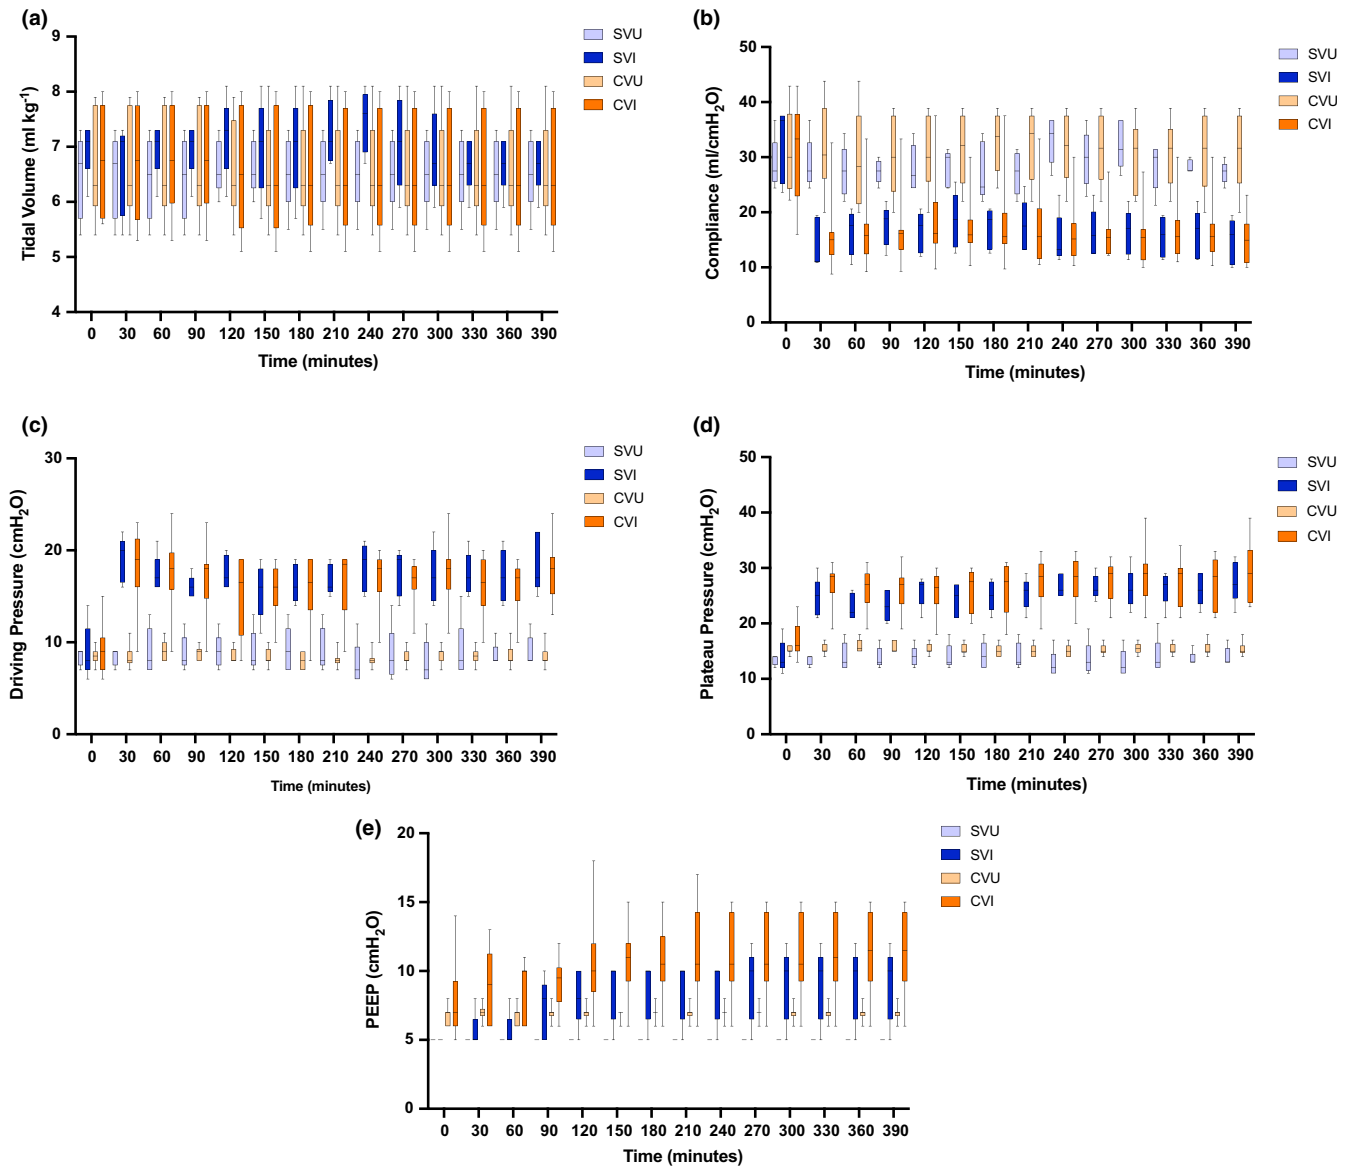 (a)
9
8
7
6
5
4
Tidal Volume (ml kg-1)
0 30 60 90 120 150 180 210 240 270 300 330 360 390
Time (minutes)
SVU
SVI
CVU
CVI
(b)
50
40
30
20
10
0
Compliance (ml/cmH2O)
0 30 60 90 120 150 180 210 240 270 300 330 360 390
Time (minutes)
SVU
SVI
CVU
CVI
(c)
30
20
10
0
Driving Pressure (cmH2O)
0 30 60 90 120 150 180 210 240 270 300 330 360 390
Time (minutes)
SVU
SVI
CVU
CVI
(d)
50
40
30
20
10
0
Plateau Pressure (cmH2O)
0 30 60 90 120 150 180 210 240 270 300 330 360 390
Time (minutes)
SVU
SVI
CVU
CVI
(e)
20
15
10
5
0
PEEP (cmH2O)
0 30 60 90 120 150 180 210 240 270 300 330 360 390
Time (minutes)
SVU
SVI
CVU
CVI